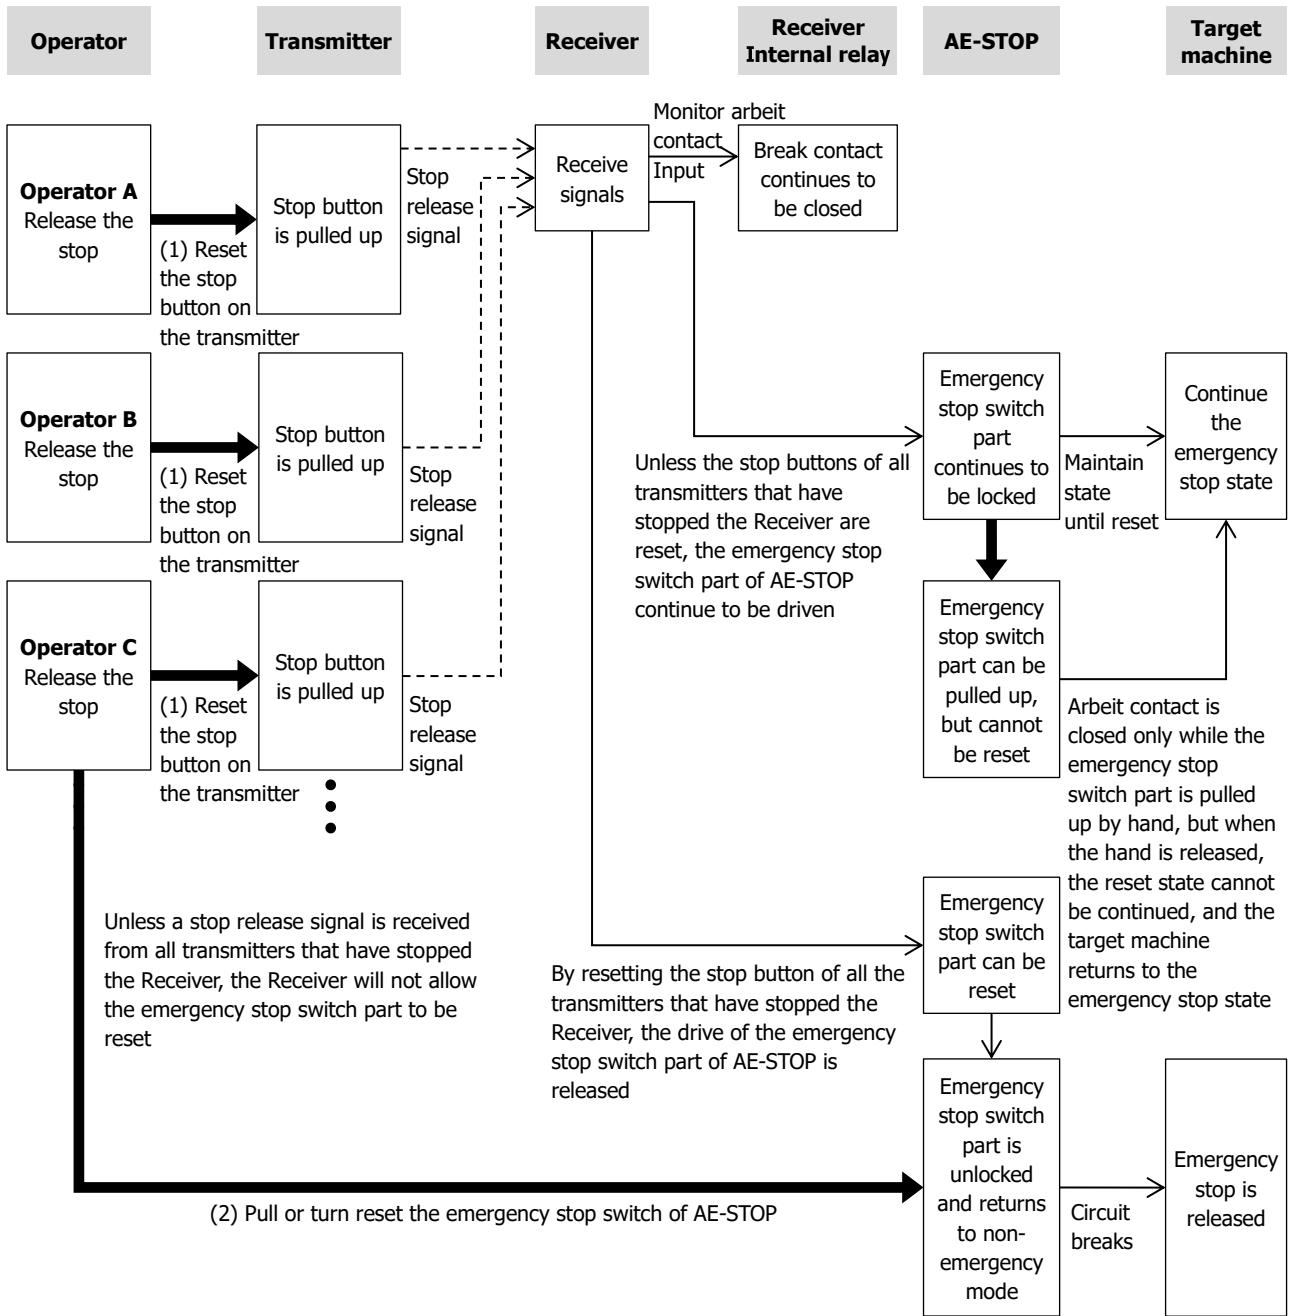 Operator
Transmitter
Receiver
Receiver
Internal relay
AE-STOP
Target
machine
Operator A
Release the
stop
(1) Reset
the stop
button on
the transmitter
Stop button
is pulled up
Stop
release
signal
Receive
signals
Monitor arbeit
contact
Input
Break contact
continues to
be closed
Operator B
Release the
stop
(1) Reset
the stop
button on
the transmitter
Stop button
is pulled up
Stop
release
signal
Unless the stop buttons of all
transmitters that have
stopped the Receiver are
reset, the emergency stop
switch part of AE-STOP
continue to be driven
Emergency
stop switch
part
continues to
be locked
Maintain
state
until reset
Continue
the
emergency
stop state
Operator C
Release the
stop
(1) Reset
the stop
button on
the transmitter
Stop button
is pulled up
Stop
release
signal
Emergency
stop switch
part can be
pulled up,
but cannot
be reset
Arbeit contact is
closed only while the
emergency stop
switch part is pulled
up by hand, but when
the hand is released,
the reset state cannot
be continued, and the
target machine
returns to the
emergency stop state
Unless a stop release signal is received
from all transmitters that have stopped
the Receiver, the Receiver will not allow
the emergency stop switch part to be
reset
By resetting the stop button of all the
transmitters that have stopped the
Receiver, the drive of the emergency
stop switch part of AE-STOP is
released
Emergency
stop switch
part can be
reset
(2) Pull or turn reset the emergency stop switch of AE-STOP
Emergency
stop switch
part is
unlocked
and returns
to non-
emergency
mode
Circuit
breaks
Emergency
stop is
released